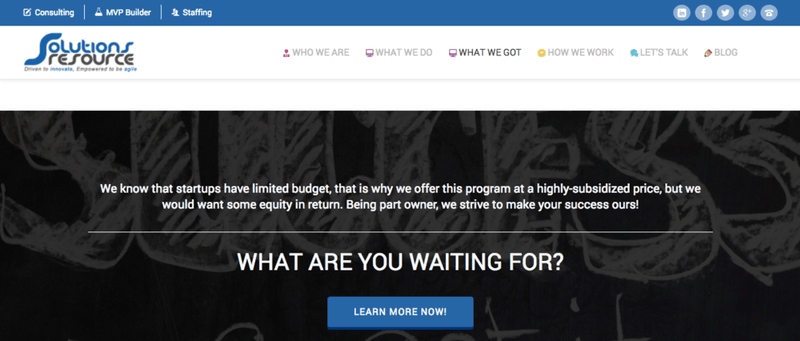 Consulting MVP Builder Staffing
Solutions
resource
Driven to innovate, Empowered to be agile
WHO WE ARE WHAT WE DO WHAT WE GOT HOW WE WORK LET'S TALK BLOG
We know that startups have limited budget, that is why we offer this program at a highly-subsidized price, but we
would want some equity in return. Being part owner, we strive to make your success ours!
WHAT ARE YOU WAITING FOR?
LEARN MORE NOW!